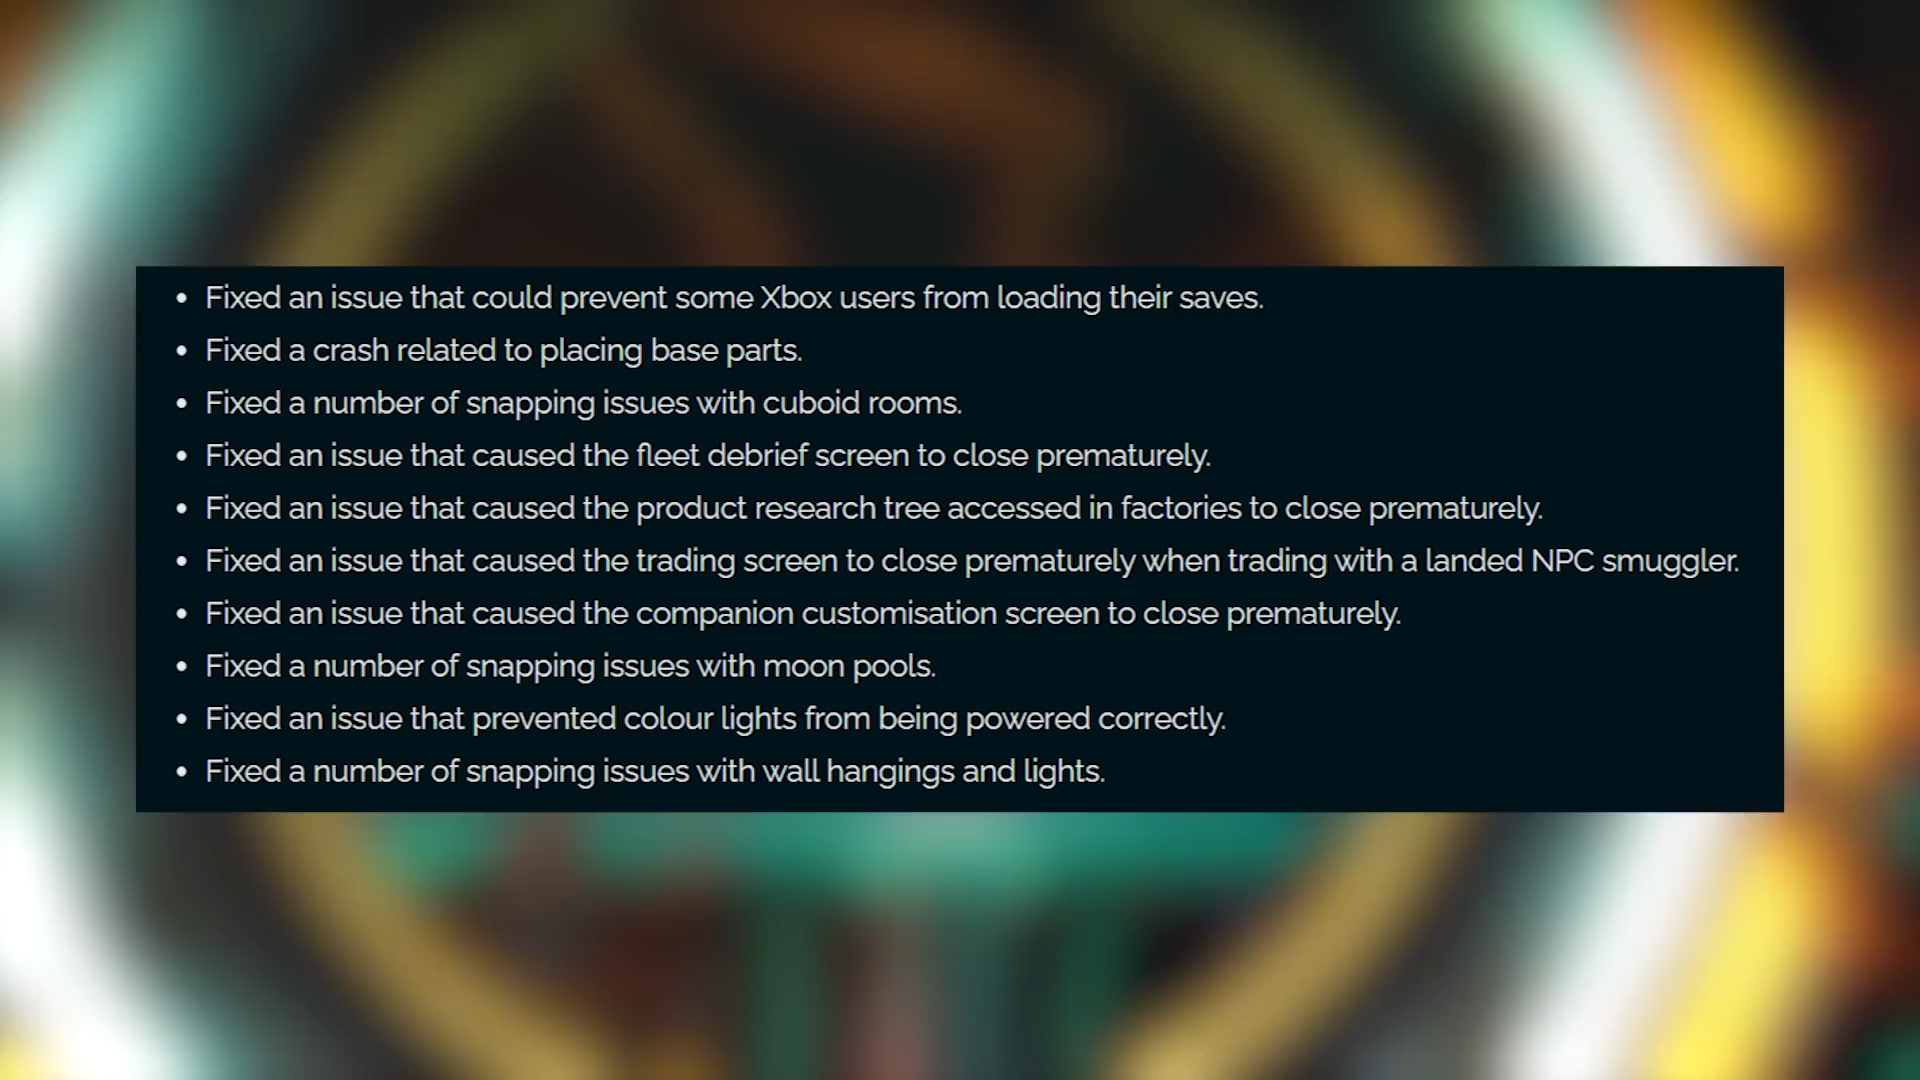 • Fixed an issue that could prevent some Xbox users from loading their saves.
• Fixed a crash related to placing base parts.
• Fixed a number of snapping issues with cuboid rooms.
• Fixed an issue that caused the fleet debrief screen to close prematurely.
• Fixed an issue that caused the product research tree accessed in factories to close prematurely.
• Fixed an issue that caused the trading screen to close prematurely when trading with a landed NPC smuggler.
• Fixed an issue that caused the companion customisation screen to close prematurely.
• Fixed a number of snapping issues with moon pools.
• Fixed an issue that prevented colour lights from being powered correctly.
• Fixed a number of snapping issues with wall hangings and lights.